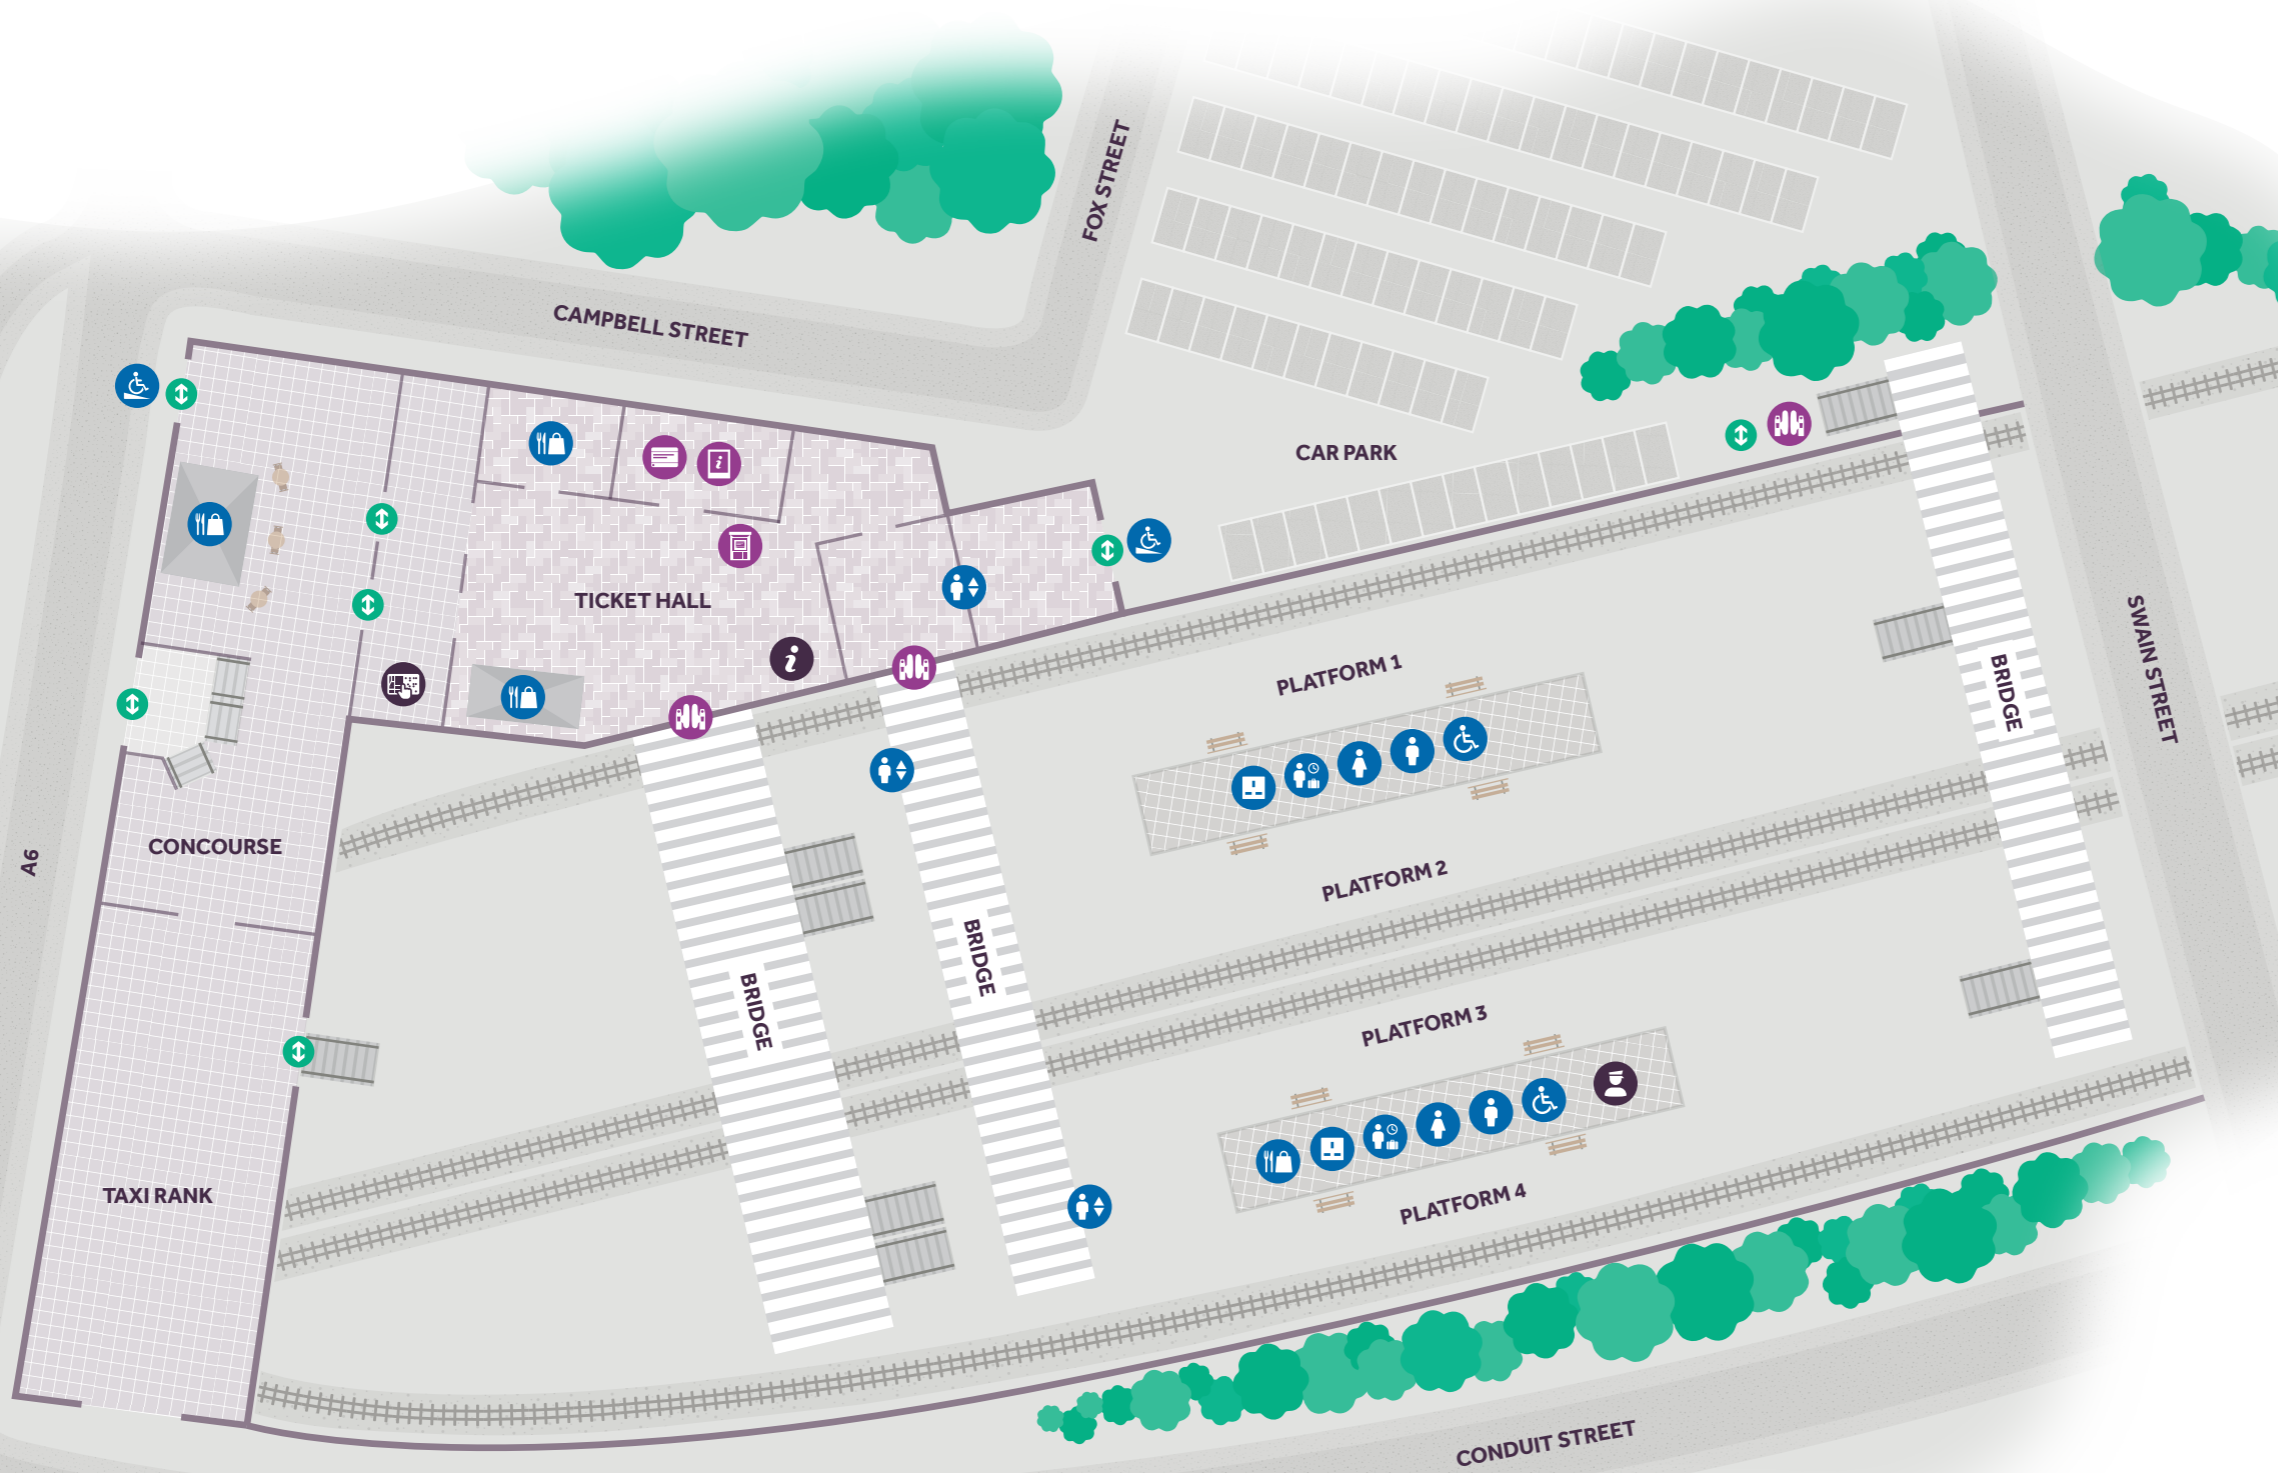 FOX STREET
CAMPBELL STREET
CAR PARK
TICKET HALL
SWAIN STREET
PLATFORM 1
BRIDGE
A6
CONCOURSE
PLATFORM 2
BRIDGE
BRIDGE
PLATFORM 3
TAXI RANK
PLATFORM 4
CONDUIT STREET